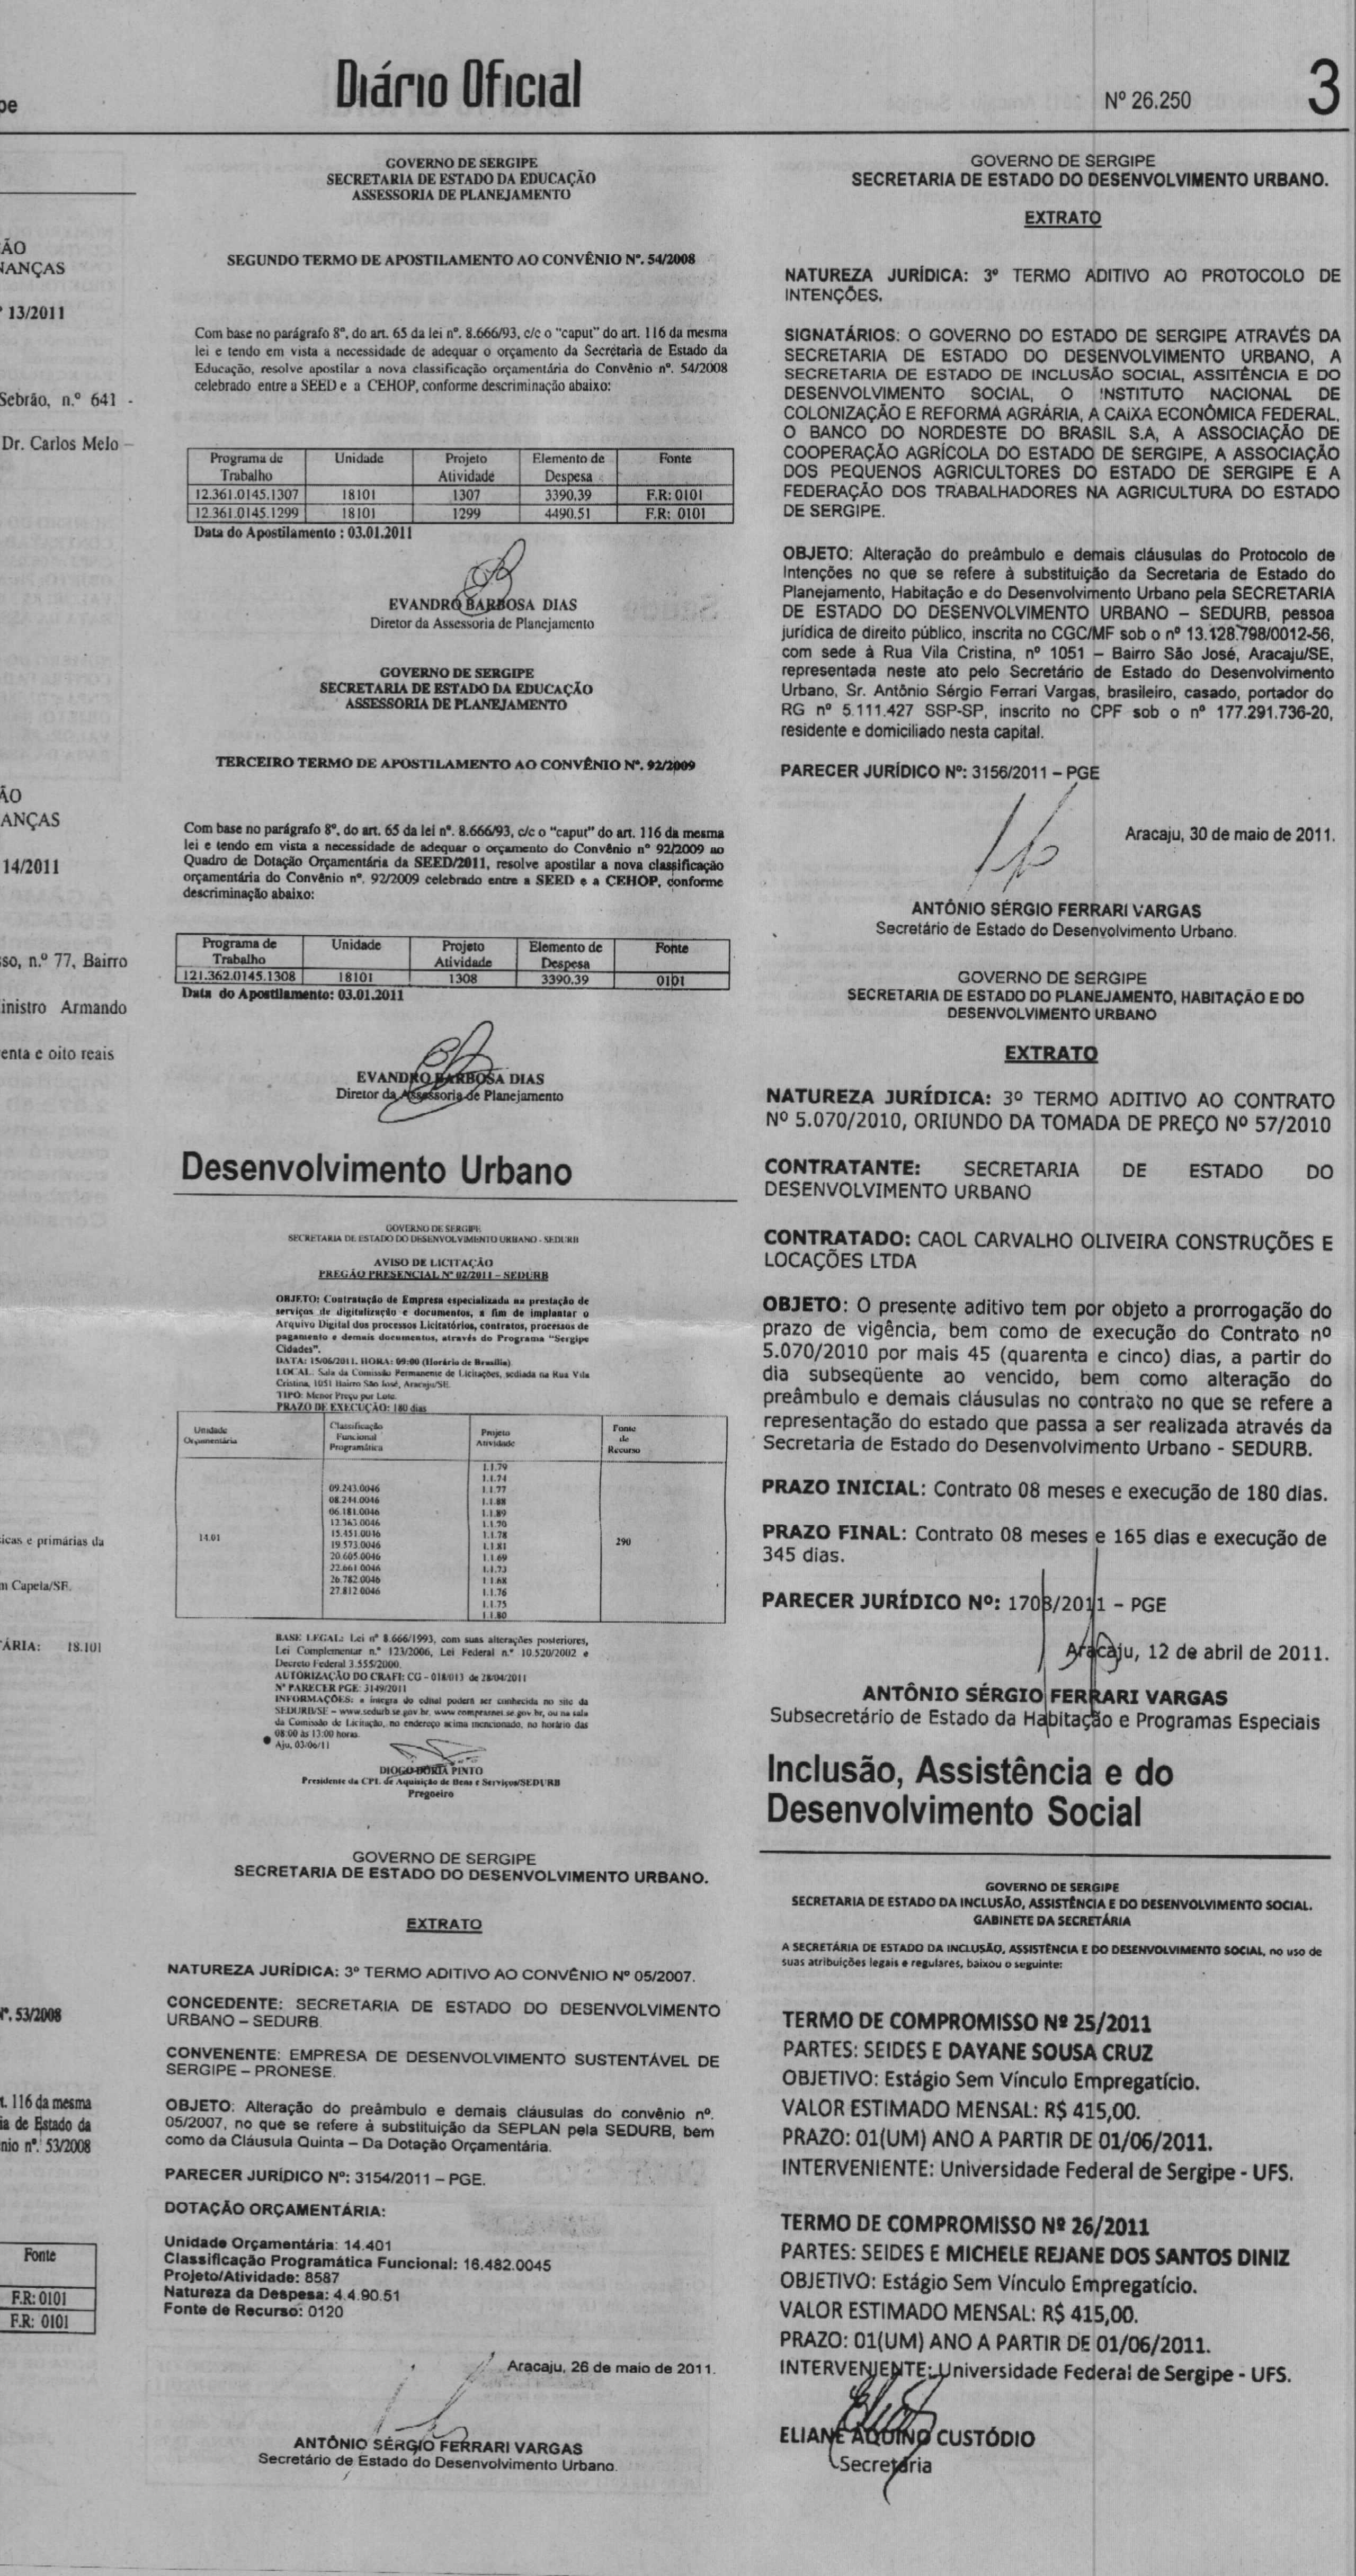 pe
Diário Oficial
Nº 26.250
3
ÃO
NANÇAS
º 13/2011
Sebrão, n.º 641 -
Dr. Carlos Melo –
ÃO
ANÇAS
14/2011
sso, n.º 77, Bairro
inistro Armando
enta e oito reais
icas e primárias da
m Capela/SE.
TÁRIA: 18.101
Nº. 53/2008
t. 116 da mesma
ia de Estado da
nio nº. 53/2008
Fonte
F.R: 0101
F.R: 0101
GOVERNO DE SERGIPE
SECRETARIA DE ESTADO DA EDUCAÇÃO
ASSESSORIA DE PLANEJAMENTO
SEGUNDO TERMO DE APOSTILAMENTO AO CONVÊNIO Nº. 54/2008
Com base no parágrafo 8º. do art. 65 da lei nº. 8.666/93, c/c o "caput" do art. 116 da mesma
lei e tendo em vista a necessidade de adequar o orçamento da Secretaria de Estado da
Educação, resolve apostilar a nova classificação orçamentária do Convênio nº. 54/2008
celebrado entre a SEED e a CEHOP, conforme descriminação abaixo:
Programa de Trabalho Unidade Projeto Atividade Elemento de Despesa Fonte
12.361.0145.1307 18101 1307 3390.39 F.R: 0101
12.361.0145.1299 18101 1299 4490.51 F.R: 0101
Data do Apostilamento : 03.01.2011
EVANDRO BARBOSA DIAS
Diretor da Assessoria de Planejamento
GOVERNO DE SERGIPE
SECRETARIA DE ESTADO DA EDUCAÇÃO
ASSESSORIA DE PLANEJAMENTO
TERCEIRO TERMO DE APOSTILAMENTO AO CONVÊNIO Nº. 92/2009
Com base no parágrafo 8º. do art. 65 da lei nº. 8.666/93, c/c o "caput" do art. 116 da mesma
lei e tendo em vista a necessidade de adequar o orçamento do Convênio nº 92/2009 ao
Quadro de Dotação Orçamentária da SEED/2011, resolve apostilar a nova classificação
orçamentária do Convênio nº. 92/2009 celebrado entre a SEED e a CEHOP, conforme
descriminação abaixo:
Programa de Trabalho Unidade Projeto Atividade Elemento de Despesa Fonte
121.362.0145.1308 18101 1308 3390.39 0101
Data do Apostilamento: 03.01.2011
EVANDRO BARBOSA DIAS
Diretor da Assessoria de Planejamento
Desenvolvimento Urbano
GOVERNO DE SERGIPE
SECRETARIA DE ESTADO DO DESENVOLVIMENTO URBANO - SEDURB
AVISO DE LICITAÇÃO
PREGÃO PRESENCIAL Nº 02/2011 – SEDURB
OBJETO: Contratação de Empresa especializada na prestação de
serviços de digitalização e documentos, a fim de implantar o
Arquivo Digital dos processos Licitatórios, contratos, processos de
pagamento e demais documentos, através do Programa "Sergipe
Cidades".
DATA: 15/06/2011. HORA: 09:00 (Horário de Brasília)
LOCAL: Sala da Comissão Permanente de Licitações, sediada na Rua Vila
Cristina, 1051 Bairro São José, Aracaju/SE.
TIPO: Menor Preço por Lote.
PRAZO DE EXECUÇÃO: 180 dias
Unidade Orçamentária Classificação Funcional Programática Projeto Atividade Fonte de Recurso
1.1.79
1.1.74
09.243.0046 1.1.77
08.244.0046 1.1.88
06.181.0046 1.1.89
12.363.0046 1.1.70
14.01 15.451.0046 1.1.78 290
19.573.0046 1.1.81
20.605.0046 1.1.69
22.661.0046 1.1.73
26.782.0046 1.1.68
27.812.0046 1.1.76
1.1.75
1.1.80
BASE LEGAL: Lei nº 8.666/1993, com suas alterações posteriores,
Lei Complementar n.º 123/2006, Lei Federal n.º 10.520/2002 e
Decreto Federal 3.555/2000.
AUTORIZAÇÃO DO CRAFI: CG - 018/013 de 28/04/2011
Nº PARECER PGE: 3149/2011
INFORMAÇÕES: a íntegra do edital poderá ser conhecida no site da
SEDURB/SE – www.sedurb.se.gov.br, www.comprasnet.se.gov.br, ou na sala
da Comissão de Licitação, no endereço acima mencionado, no horário das
08:00 às 13:00 horas.
Aju, 03/06/11
DIOGO DÓRIA PINTO
Presidente da CPL de Aquisição de Bens e Serviços/SEDURB
Pregoeiro
GOVERNO DE SERGIPE
SECRETARIA DE ESTADO DO DESENVOLVIMENTO URBANO.
EXTRATO
NATUREZA JURÍDICA: 3º TERMO ADITIVO AO CONVÊNIO Nº 05/2007.
CONCEDENTE: SECRETARIA DE ESTADO DO DESENVOLVIMENTO
URBANO – SEDURB.
CONVENENTE: EMPRESA DE DESENVOLVIMENTO SUSTENTÁVEL DE
SERGIPE – PRONESE.
OBJETO: Alteração do preâmbulo e demais cláusulas do convênio nº.
05/2007, no que se refere à substituição da SEPLAN pela SEDURB, bem
como da Cláusula Quinta – Da Dotação Orçamentária.
PARECER JURÍDICO Nº: 3154/2011 – PGE.
DOTAÇÃO ORÇAMENTÁRIA:
Unidade Orçamentária: 14.401
Classificação Programática Funcional: 16.482.0045
Projeto/Atividade: 8587
Natureza da Despesa: 4.4.90.51
Fonte de Recurso: 0120
Aracaju, 26 de maio de 2011.
ANTÔNIO SÉRGIO FERRARI VARGAS
Secretário de Estado do Desenvolvimento Urbano.
GOVERNO DE SERGIPE
SECRETARIA DE ESTADO DO DESENVOLVIMENTO URBANO.
EXTRATO
NATUREZA JURÍDICA: 3º TERMO ADITIVO AO PROTOCOLO DE
INTENÇÕES.
SIGNATÁRIOS: O GOVERNO DO ESTADO DE SERGIPE ATRAVÉS DA
SECRETARIA DE ESTADO DO DESENVOLVIMENTO URBANO, A
SECRETARIA DE ESTADO DE INCLUSÃO SOCIAL, ASSITÊNCIA E DO
DESENVOLVIMENTO SOCIAL, O INSTITUTO NACIONAL DE
COLONIZAÇÃO E REFORMA AGRÁRIA, A CAIXA ECONÔMICA FEDERAL,
O BANCO DO NORDESTE DO BRASIL S.A, A ASSOCIAÇÃO DE
COOPERAÇÃO AGRÍCOLA DO ESTADO DE SERGIPE, A ASSOCIAÇÃO
DOS PEQUENOS AGRICULTORES DO ESTADO DE SERGIPE E A
FEDERAÇÃO DOS TRABALHADORES NA AGRICULTURA DO ESTADO
DE SERGIPE.
OBJETO: Alteração do preâmbulo e demais cláusulas do Protocolo de
Intenções no que se refere à substituição da Secretaria de Estado do
Planejamento, Habitação e do Desenvolvimento Urbano pela SECRETARIA
DE ESTADO DO DESENVOLVIMENTO URBANO – SEDURB, pessoa
jurídica de direito público, inscrita no CGC/MF sob o nº 13.128.798/0012-56,
com sede à Rua Vila Cristina, nº 1051 – Bairro São José, Aracaju/SE,
representada neste ato pelo Secretário de Estado do Desenvolvimento
Urbano, Sr. Antônio Sérgio Ferrari Vargas, brasileiro, casado, portador do
RG nº 5.111.427 SSP-SP, inscrito no CPF sob o nº 177.291.736-20,
residente e domiciliado nesta capital.
PARECER JURÍDICO Nº: 3156/2011 – PGE
Aracaju, 30 de maio de 2011.
ANTÔNIO SÉRGIO FERRARI VARGAS
Secretário de Estado do Desenvolvimento Urbano.
GOVERNO DE SERGIPE
SECRETARIA DE ESTADO DO PLANEJAMENTO, HABITAÇÃO E DO
DESENVOLVIMENTO URBANO
EXTRATO
NATUREZA JURÍDICA: 3º TERMO ADITIVO AO CONTRATO
Nº 5.070/2010, ORIUNDO DA TOMADA DE PREÇO Nº 57/2010
CONTRATANTE: SECRETARIA DE ESTADO DO
DESENVOLVIMENTO URBANO
CONTRATADO: CAOL CARVALHO OLIVEIRA CONSTRUÇÕES E
LOCAÇÕES LTDA
OBJETO: O presente aditivo tem por objeto a prorrogação do
prazo de vigência, bem como de execução do Contrato nº
5.070/2010 por mais 45 (quarenta e cinco) dias, a partir do
dia subseqüente ao vencido, bem como alteração do
preâmbulo e demais cláusulas no contrato no que se refere a
representação do estado que passa a ser realizada através da
Secretaria de Estado do Desenvolvimento Urbano - SEDURB.
PRAZO INICIAL: Contrato 08 meses e execução de 180 dias.
PRAZO FINAL: Contrato 08 meses e 165 dias e execução de
345 dias.
PARECER JURÍDICO Nº: 1708/2011 – PGE
Aracaju, 12 de abril de 2011.
ANTÔNIO SÉRGIO FERRARI VARGAS
Subsecretário de Estado da Habitação e Programas Especiais
Inclusão, Assistência e do
Desenvolvimento Social
GOVERNO DE SERGIPE
SECRETARIA DE ESTADO DA INCLUSÃO, ASSISTÊNCIA E DO DESENVOLVIMENTO SOCIAL.
GABINETE DA SECRETÁRIA
A SECRETÁRIA DE ESTADO DA INCLUSÃO, ASSISTÊNCIA E DO DESENVOLVIMENTO SOCIAL, no uso de
suas atribuições legais e regulares, baixou o seguinte:
TERMO DE COMPROMISSO Nº 25/2011
PARTES: SEIDES E DAYANE SOUSA CRUZ
OBJETIVO: Estágio Sem Vínculo Empregatício.
VALOR ESTIMADO MENSAL: R$ 415,00.
PRAZO: 01(UM) ANO A PARTIR DE 01/06/2011.
INTERVENIENTE: Universidade Federal de Sergipe - UFS.
TERMO DE COMPROMISSO Nº 26/2011
PARTES: SEIDES E MICHELE REJANE DOS SANTOS DINIZ
OBJETIVO: Estágio Sem Vínculo Empregatício.
VALOR ESTIMADO MENSAL: R$ 415,00.
PRAZO: 01(UM) ANO A PARTIR DE 01/06/2011.
INTERVENIENTE: Universidade Federal de Sergipe - UFS.
ELIANE AQUINO CUSTÓDIO
Secretária